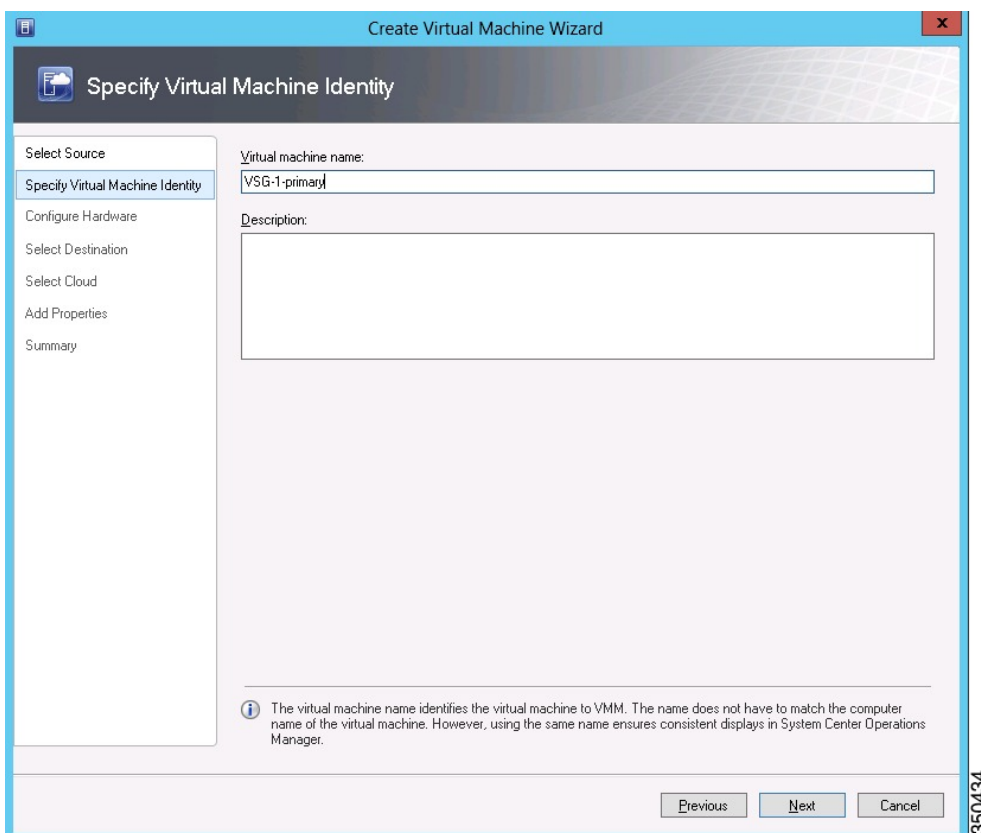 Create Virtual Machine Wizard
x
Specify Virtual Machine Identity
Select Source
Specify Virtual Machine Identity
Configure Hardware
Select Destination
Select Cloud
Add Properties
Summary
Virtual machine name:
VSG-1-primary
Description:
The virtual machine name identifies the virtual machine to VMM. The name does not have to match the computer
name of the virtual machine. However, using the same name ensures consistent displays in System Center Operations
Manager.
Previous
Next
Cancel
350434